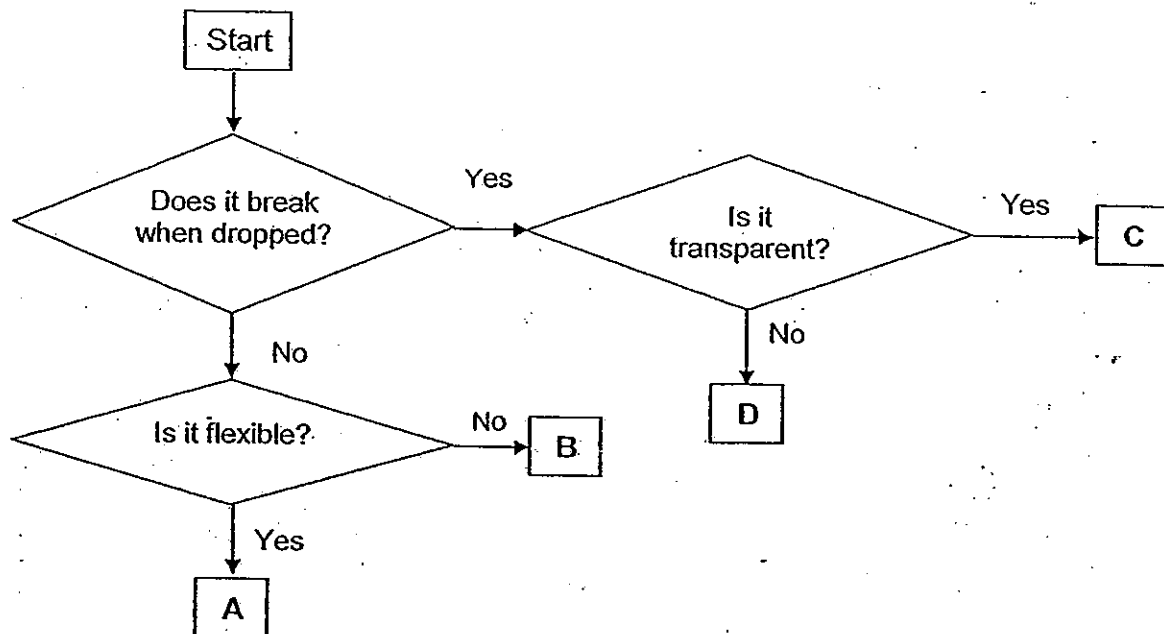 Start
Does it break
when dropped?
Yes
Is it
transparent?
Yes
C
No
No
D
Is it flexible?
No
B
Yes
A